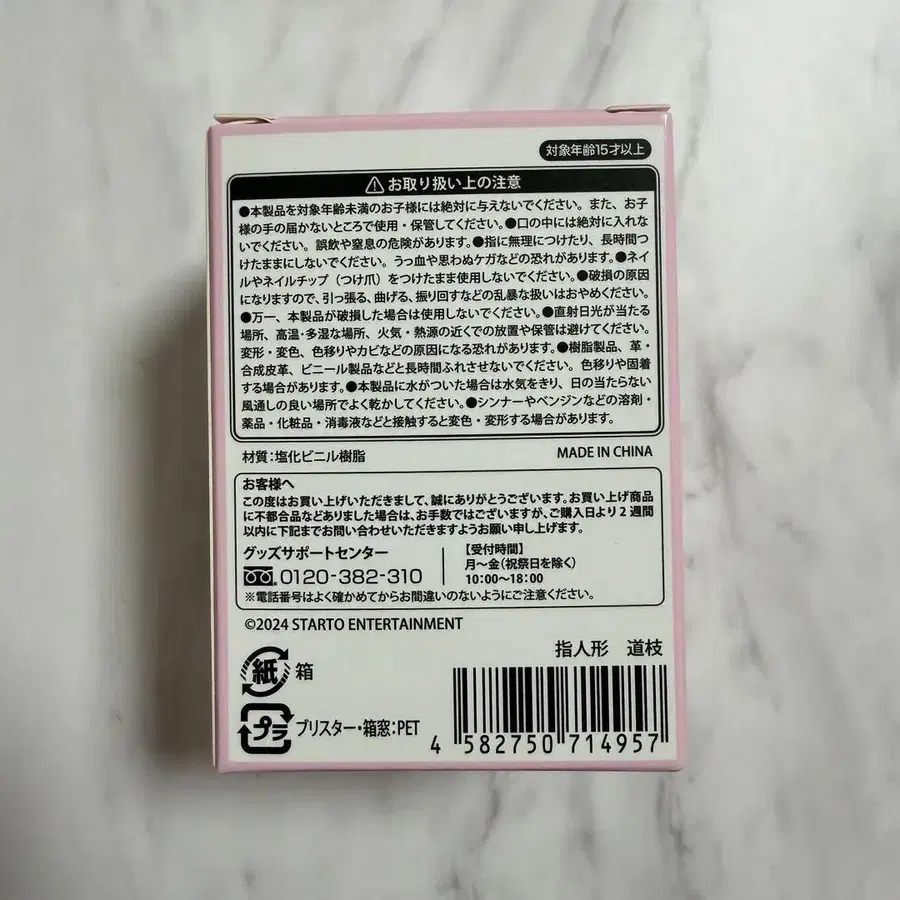 対象年齢15才以上
⚠お取り扱い上の注意
●本製品を対象年齢未満のお子様には絶対に与えないでください。また、お子
様の手の届かないところで使用・保管してください。●口の中には絶対に入れな
いでください。誤飲や窒息の危険があります。●指に無理につけたり、長時間つ
けたままにしないでください。うっ血や思わぬケガなどの恐れがあります。●ネイ
ルやネイルチップ（つけ爪）をつけたまま使用しないでください。●破損の原因
になりますので、引っ張る、曲げる、振り回すなどの乱暴な扱いはおやめください。
●万一、本製品が破損した場合は使用しないでください。●直射日光が当たる
場所、高温・多湿な場所、火気・熱源の近くでの放置や保管は避けてください。
変形・変色、色移りやカビなどの原因になる恐れがあります。●樹脂製品、革・
合成皮革、ビニール製品などと長時間ふれさせないでください。色移りや固着
する場合があります。●本製品に水がついた場合は水気をきり、日の当たらない
風通しの良い場所でよく乾かしてください。●シンナーやベンジンなどの溶剤・
薬品・化粧品・消毒液などと接触すると変色・変形する場合があります。
材質：塩化ビニル樹脂 MADE IN CHINA
お客様へ
この度はお買い上げいただきまして、誠にありがとうございます。お買い上げ商品
に不都合品などありました場合は、お手数ではございますが、ご購入日より2週間
以内に下記までお問い合わせいただきますようお願い申し上げます。
グッズサポートセンター
0120-382-310
【受付時間】
月〜金（祝祭日を除く）
10:00〜18:00
※電話番号はよく確かめてからお間違いのないようにご注意ください。
©2024 STARTO ENTERTAINMENT
指人形 道枝
紙 箱
プラ ブリスター・箱窓：PET
4 582750 714957